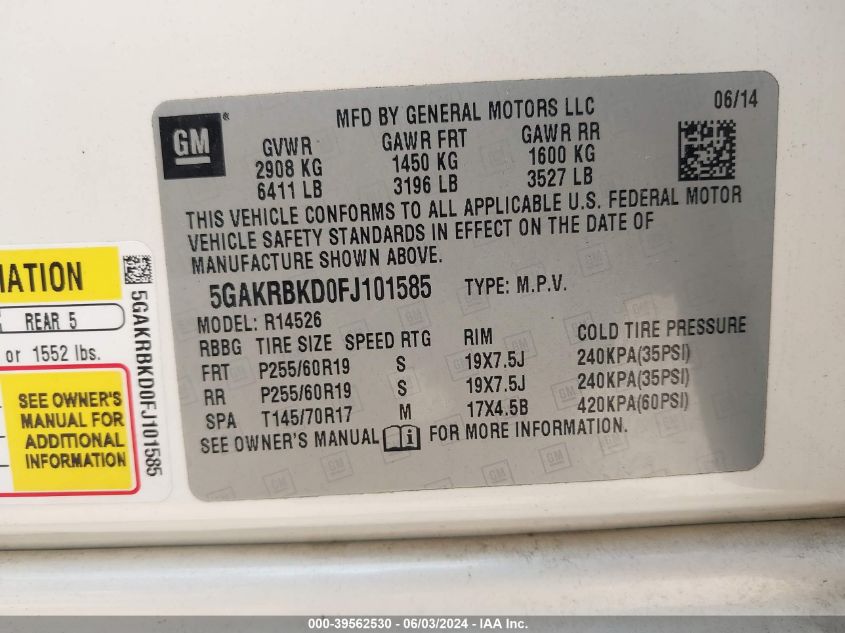 MFD BY GENERAL MOTORS LLC 06/14
GM ®
GVWR GAWR FRT GAWR RR
2908 KG 1450 KG 1600 KG
6411 LB 3196 LB 3527 LB
THIS VEHICLE CONFORMS TO ALL APPLICABLE U.S. FEDERAL MOTOR
VEHICLE SAFETY STANDARDS IN EFFECT ON THE DATE OF
MANUFACTURE SHOWN ABOVE.
5GAKRBKD0FJ101585 TYPE: M.P.V.
MODEL: R14526
RBBG TIRE SIZE SPEED RTG RIM COLD TIRE PRESSURE
FRT P255/60R19 S 19X7.5J 240KPA(35PSI)
RR P255/60R19 S 19X7.5J 240KPA(35PSI)
SPA T145/70R17 M 17X4.5B 420KPA(60PSI)
SEE OWNER'S MANUAL FOR MORE INFORMATION.
MATION
REAR 5
or 1552 lbs.
SEE OWNER'S
MANUAL FOR
ADDITIONAL
INFORMATION
5GAKRBKD0FJ101585
000-39562530 - 06/03/2024 - IAA Inc.